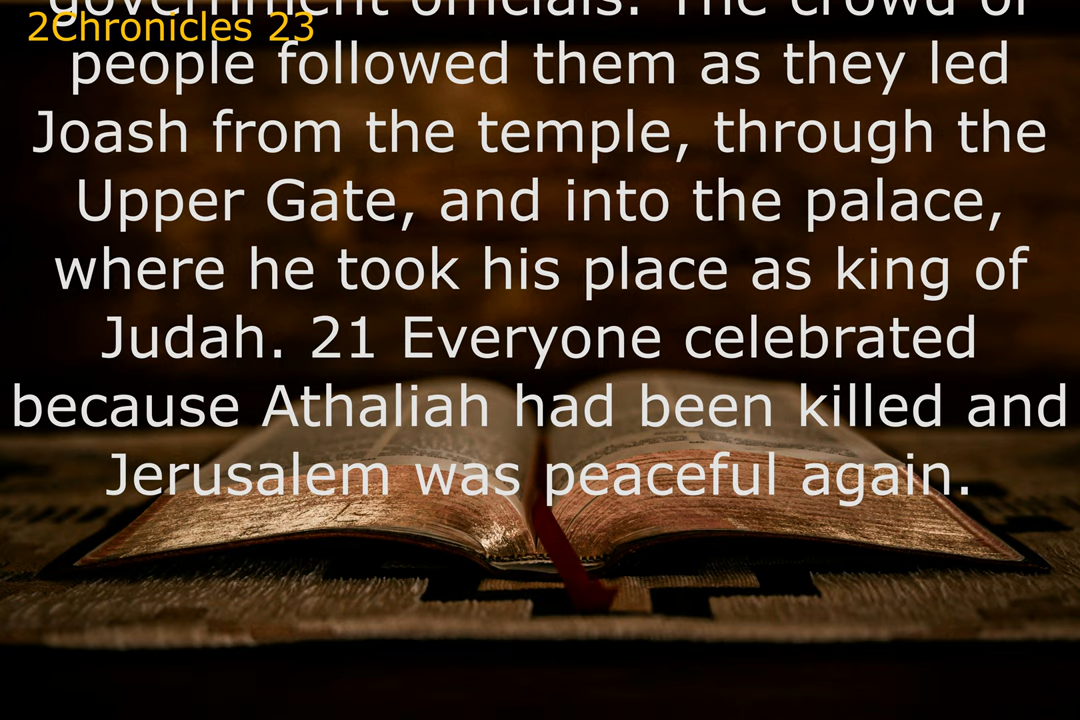 government officials. The crowd of
2Chronicles 23
people followed them as they led
Joash from the temple, through the
Upper Gate, and into the palace,
where he took his place as king of
Judah. 21 Everyone celebrated
because Athaliah had been killed and
Jerusalem was peaceful again.